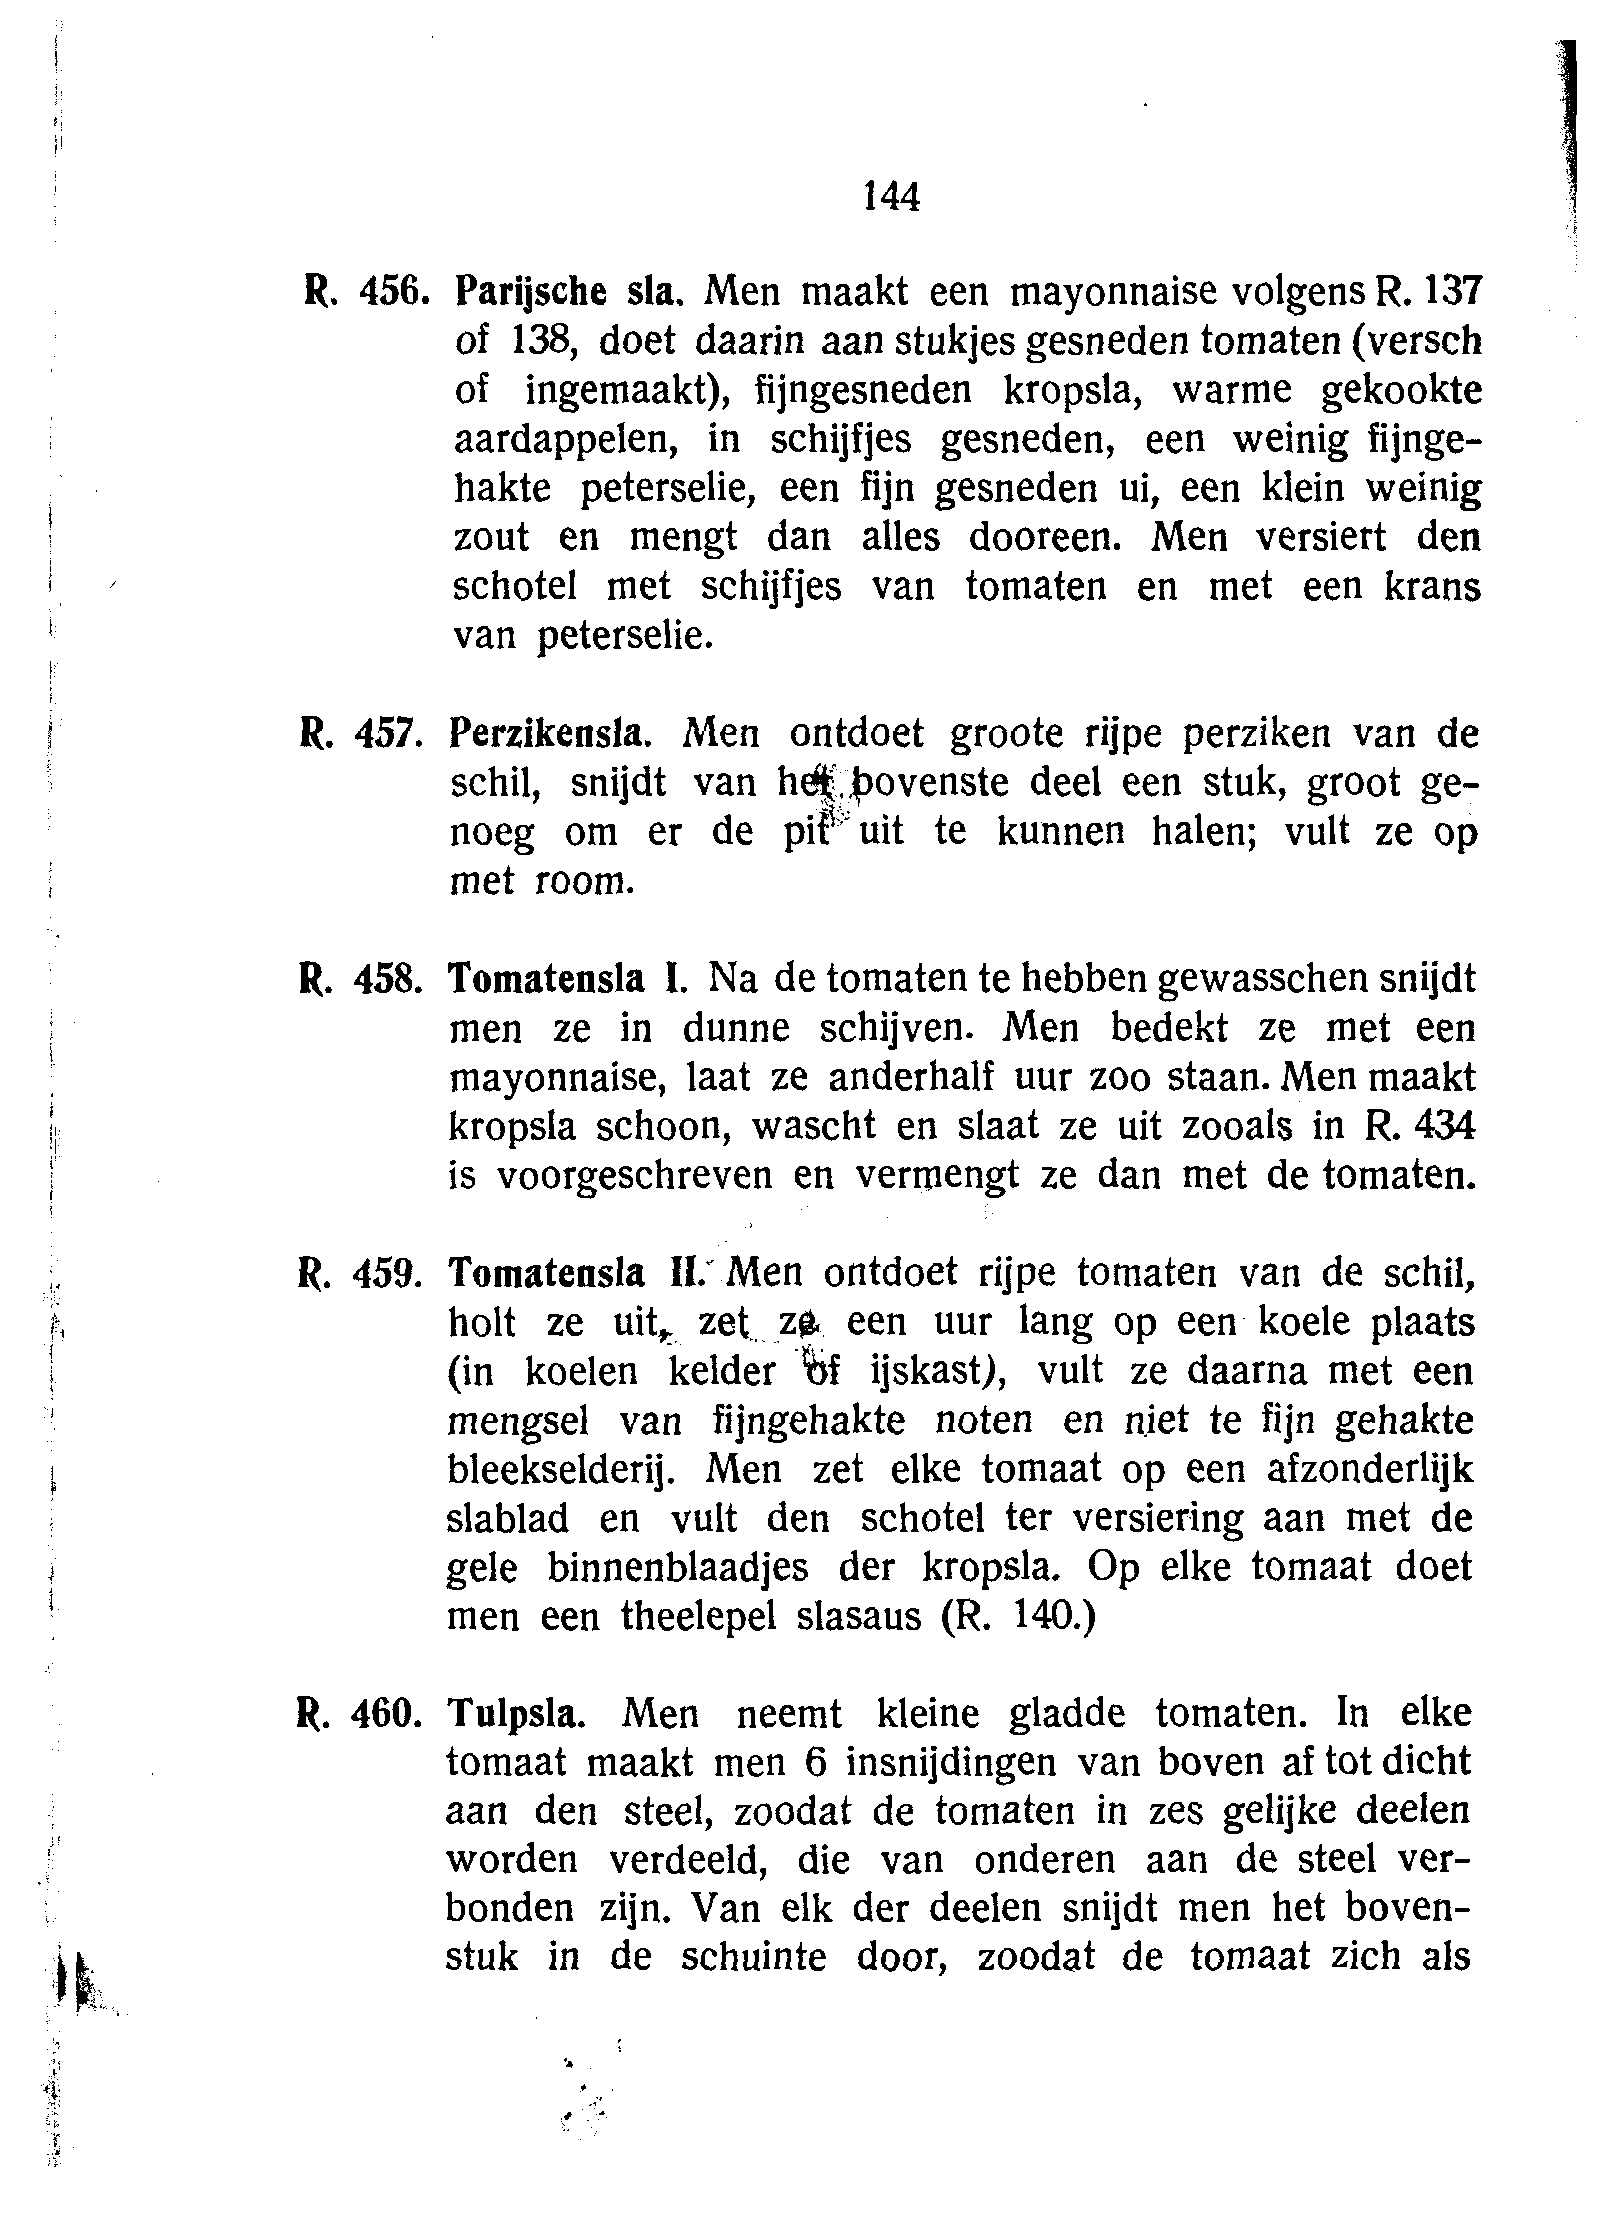 144
R. 456. Parijsche sla. Men maakt een mayonnaise volgens R. 137
of 138, doet daarin aan stukjes gesneden tomaten (versch
of ingemaakt), fijngesneden kropsla, warme gekookte
aardappelen, in schijfjes gesneden, een weinig fijnge-
hakte peterselie, een fijn gesneden ui, een klein weinig
zout en mengt dan alles dooreen. Men versiert den
schotel met schijfjes van tomaten en met een krans
van peterselie.
R. 457. Perzikensla. Men ontdoet groote rijpe perziken van de
schil, snijdt van het bovenste deel een stuk, groot ge-
noeg om er de pit uit te kunnen halen; vult ze op
met room.
R. 458. Tomatensla I. Na de tomaten te hebben gewasschen snijdt
men ze in dunne schijven. Men bedekt ze met een
mayonnaise, laat ze anderhalf uur zoo staan. Men maakt
kropsla schoon, wascht en slaat ze uit zooals in R. 434
is voorgeschreven en vermengt ze dan met de tomaten.
R. 459. Tomatensla II. Men ontdoet rijpe tomaten van de schil,
holt ze uit, zet ze een uur lang op een koele plaats
(in koelen kelder of ijskast), vult ze daarna met een
mengsel van fijngehakte noten en niet te fijn gehakte
bleekselderij. Men zet elke tomaat op een afzonderlijk
slablad en vult den schotel ter versiering aan met de
gele binnenblaadjes der kropsla. Op elke tomaat doet
men een theelepel slasaus (R. 140.)
R. 460. Tulpsla. Men neemt kleine gladde tomaten. In elke
tomaat maakt men 6 insnijdingen van boven af tot dicht
aan den steel, zoodat de tomaten in zes gelijke deelen
worden verdeeld, die van onderen aan de steel ver-
bonden zijn. Van elk der deelen snijdt men het boven-
stuk in de schuinte door, zoodat de tomaat zich als